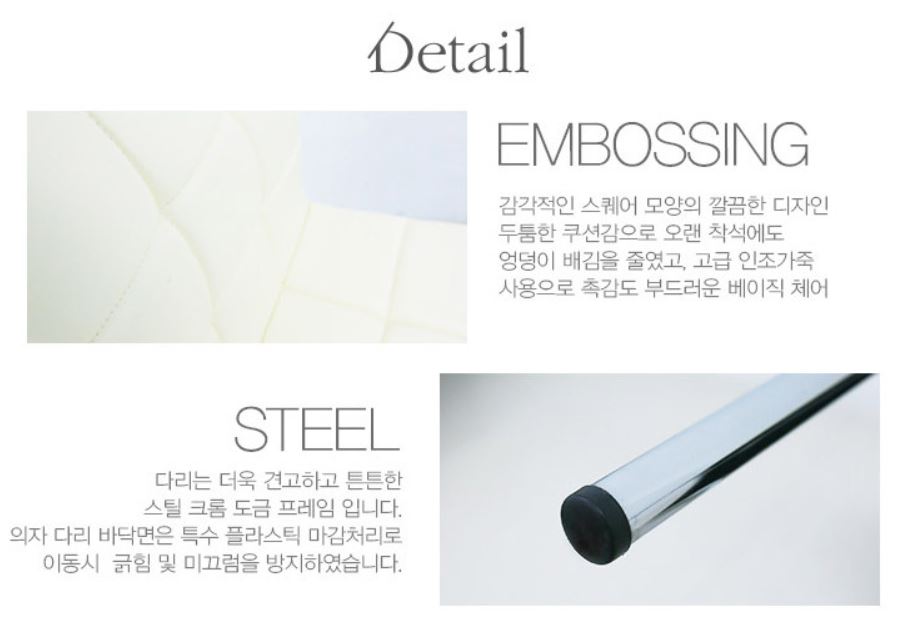 Detail
EMBOSSING
감각적인 스퀘어 모양의 깔끔한 디자인
두툼한 쿠션감으로 오랜 착석에도
엉덩이 배김을 줄였고, 고급 인조가죽
사용으로 촉감도 부드러운 베이직 체어
STEEL
다리는 더욱 견고하고 튼튼한
스틸 크롬 도금 프레임 입니다.
의자 다리 바닥면은 특수 플라스틱 마감처리로
이동시 긁힘 및 미끄럼을 방지하였습니다.